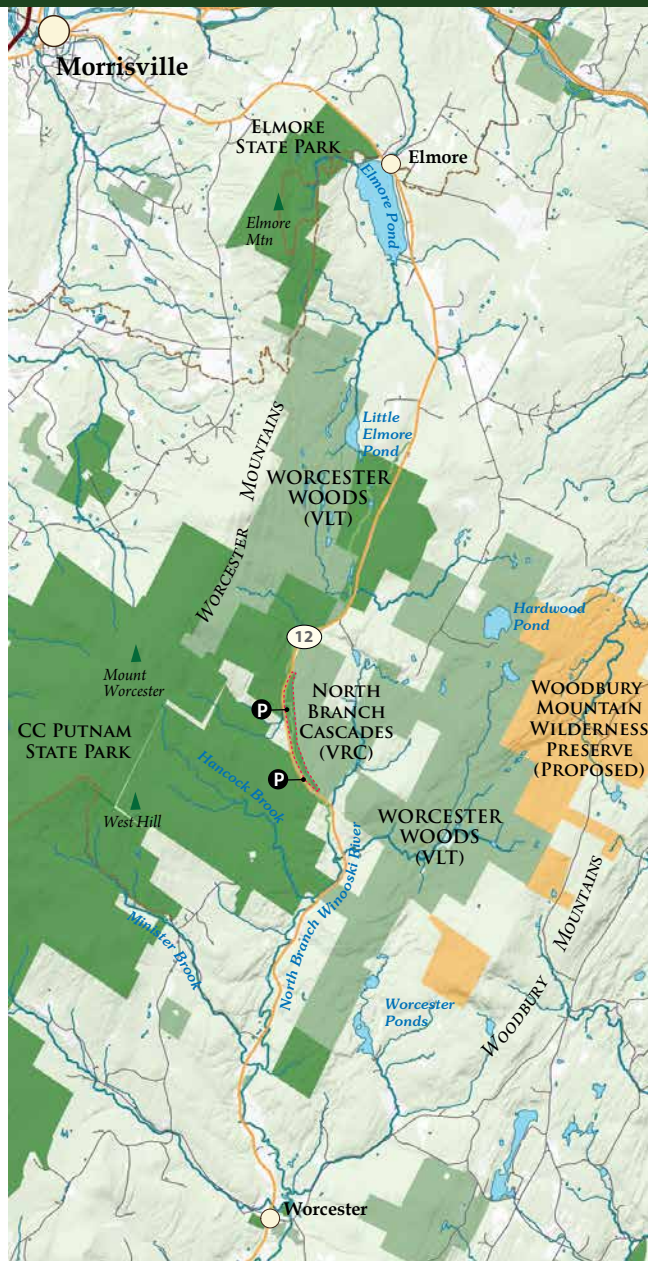 Morrisville
ELMORE
STATE PARK
Elmore
Elmore Pond
Elmore
Mtn
Little
Elmore
Pond
WORCESTER MOUNTAINS
WORCESTER
WOODS
(VLT)
Hardwood
Pond
12
Mount
Worcester
NORTH
BRANCH
CASCADES
(VRC)
WOODBURY
MOUNTAIN
WILDERNESS
PRESERVE
(PROPOSED)
P
CC PUTNAM
STATE PARK
Hancock Brook
P
West Hill
WORCESTER
WOODS
(VLT)
North Branch Winooski River
Minister Brook
WOODBURY MOUNTAINS
Worcester
Ponds
Worcester